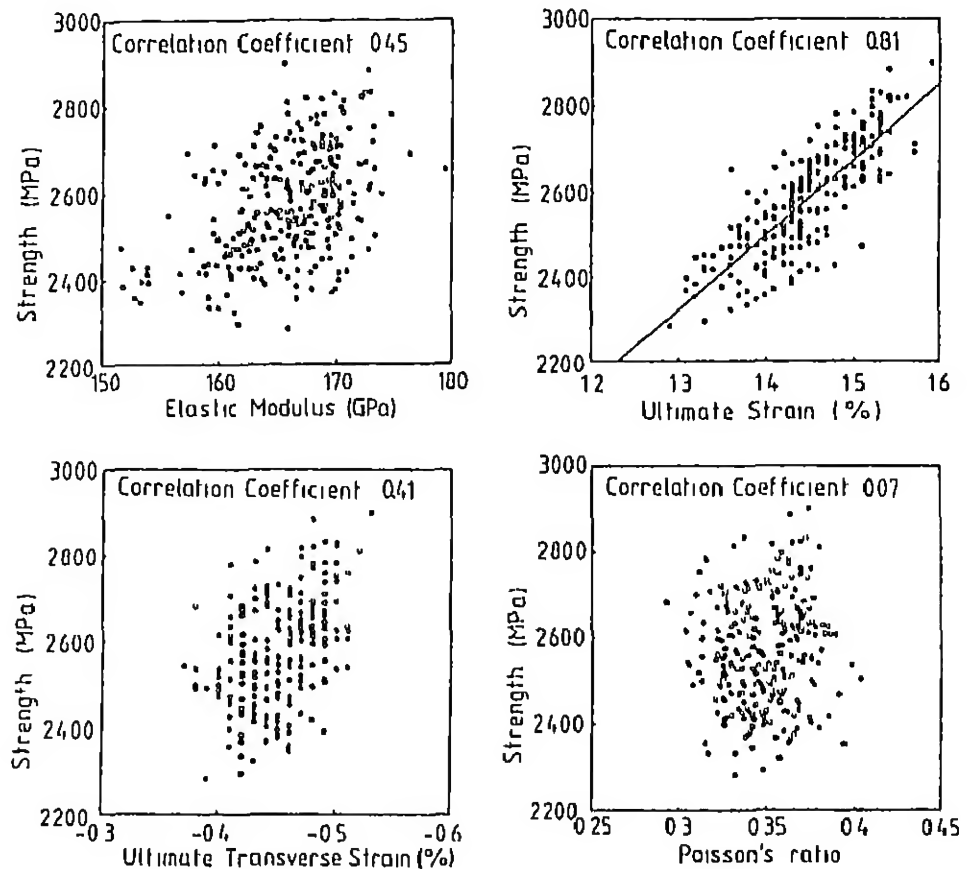 3000
Correlation Coefficient 0.45
2800
2600
2400
2200
Strength (MPa)
150 160 170 180
Elastic Modulus (GPa)
3000
Correlation Coefficient 0.81
2800
2600
2400
2200
Strength (MPa)
12 13 14 15 16
Ultimate Strain (%)
3000
Correlation Coefficient 0.41
2800
2600
2400
2200
Strength (MPa)
-0.3 -0.4 -0.5 -0.6
Ultimate Transverse Strain (%)
3000
Correlation Coefficient 0.07
2800
2600
2400
2200
Strength (MPa)
0.25 0.3 0.35 0.4 0.45
Poisson's ratio